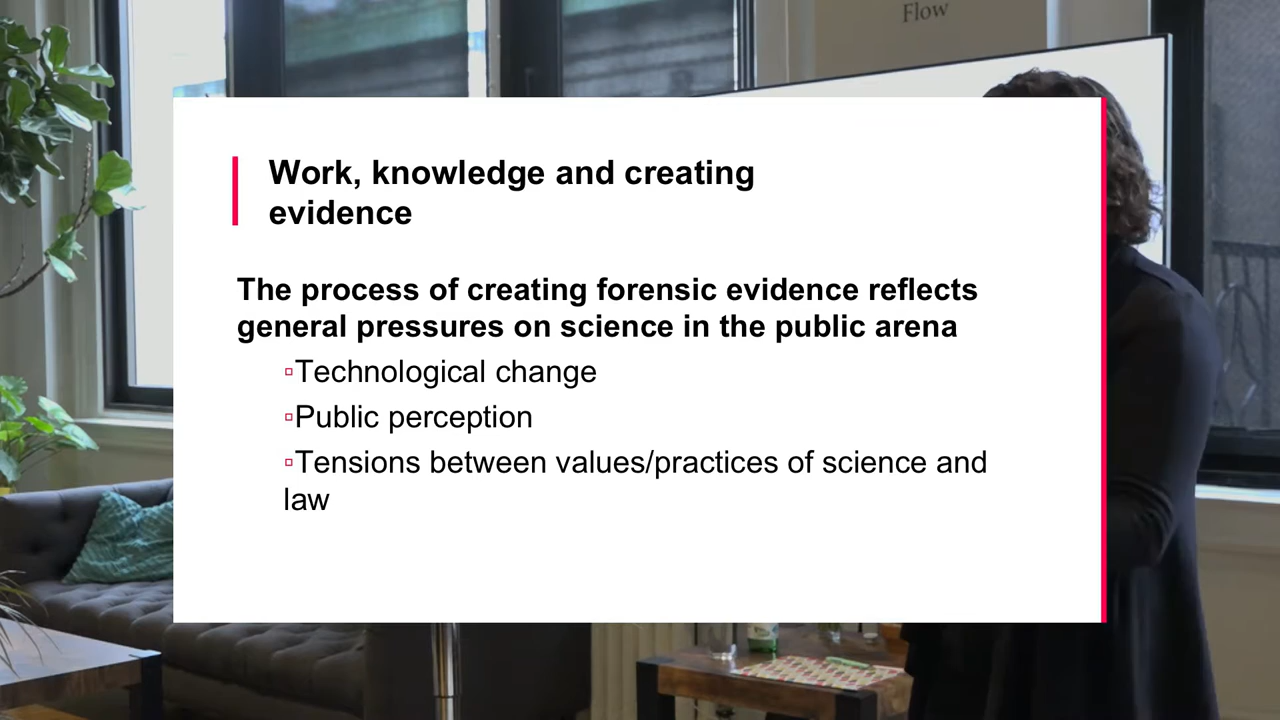 Flow
Work, knowledge and creating
evidence
The process of creating forensic evidence reflects
general pressures on science in the public arena
▫Technological change
▫Public perception
▫Tensions between values/practices of science and
law